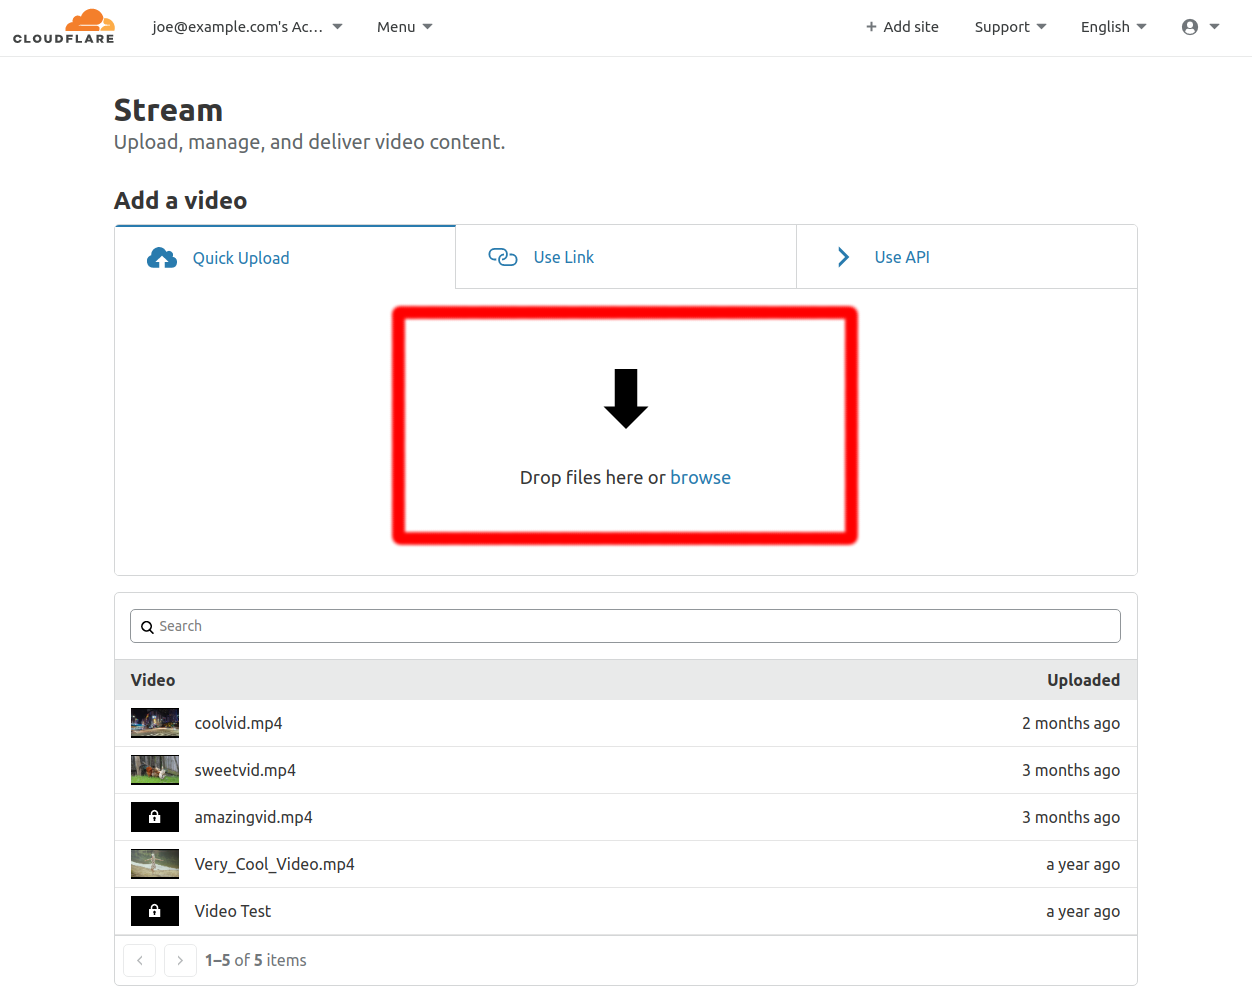 CLOUDFLARE
joe@example.com's Ac...
Menu
+ Add site
Support
English
Stream
Upload, manage, and deliver video content.
Add a video
Quick Upload
Use Link
Use API
Drop files here or browse
Search
Video Uploaded
coolvid.mp4 2 months ago
sweetvid.mp4 3 months ago
amazingvid.mp4 3 months ago
Very_Cool_Video.mp4 a year ago
Video Test a year ago
1–5 of 5 items